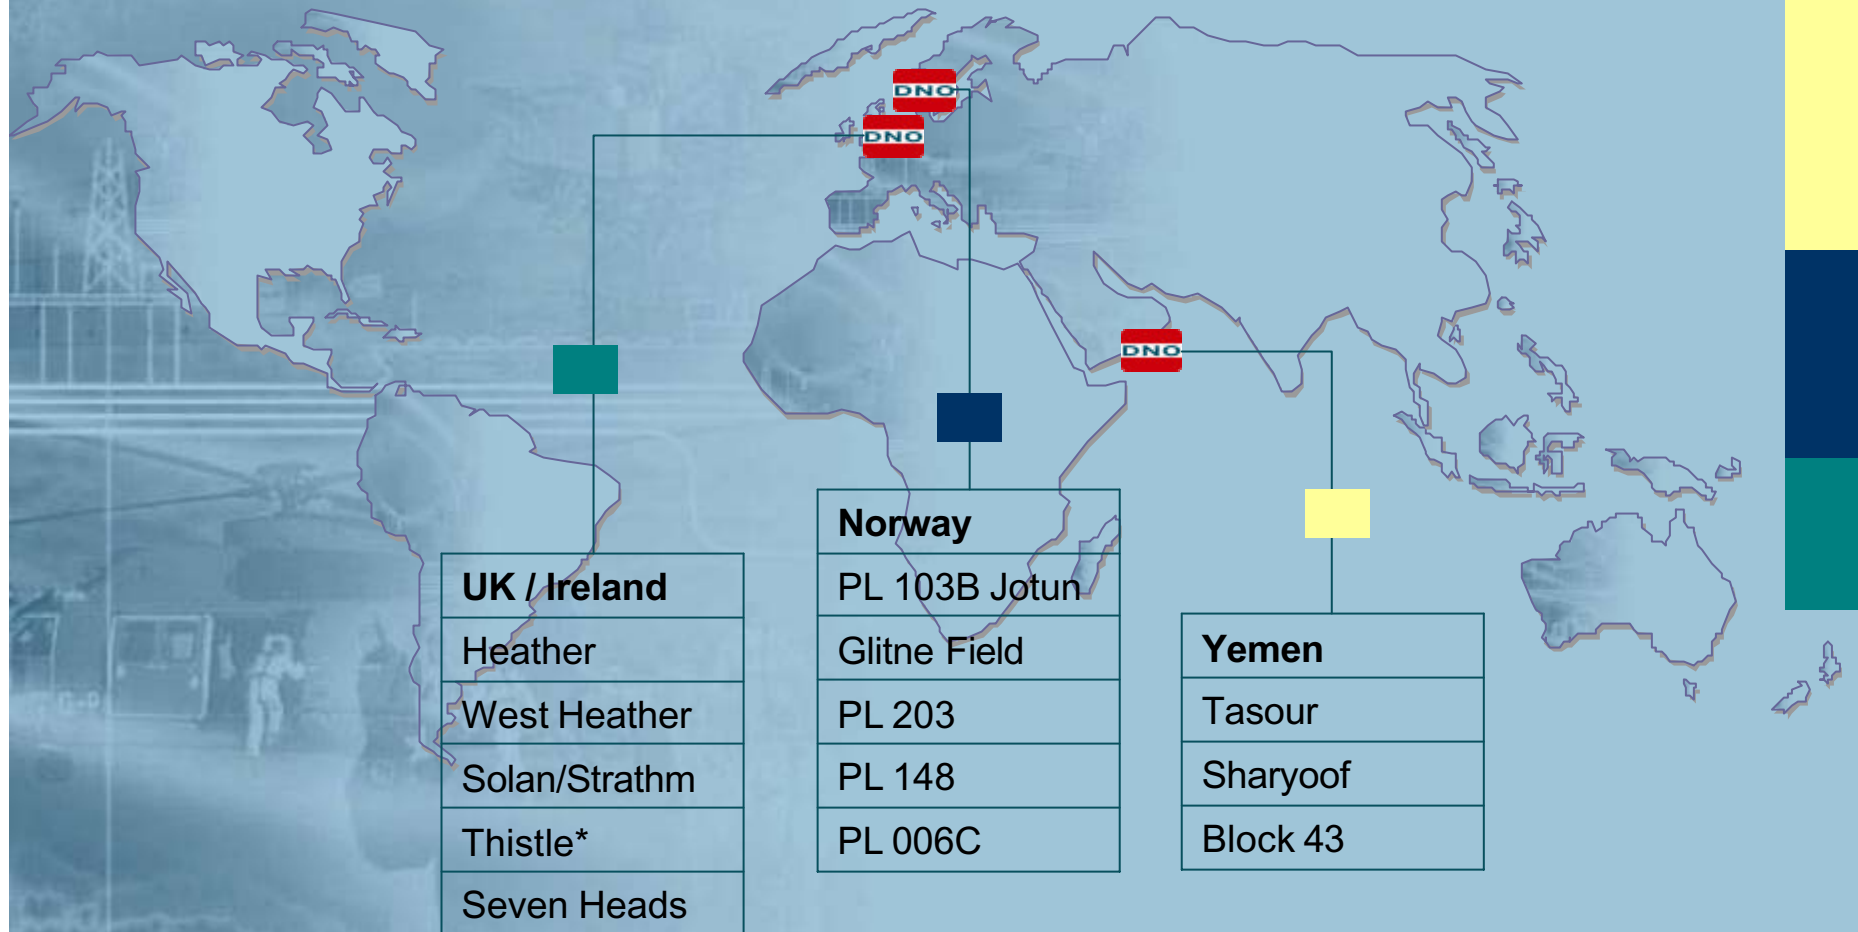 DNO
DNO
DNO
UK / Ireland
Heather
West Heather
Solan/Strathm
Thistle*
Seven Heads
Norway
PL 103B Jotun
Glitne Field
PL 203
PL 148
PL 006C
Yemen
Tasour
Sharyoof
Block 43